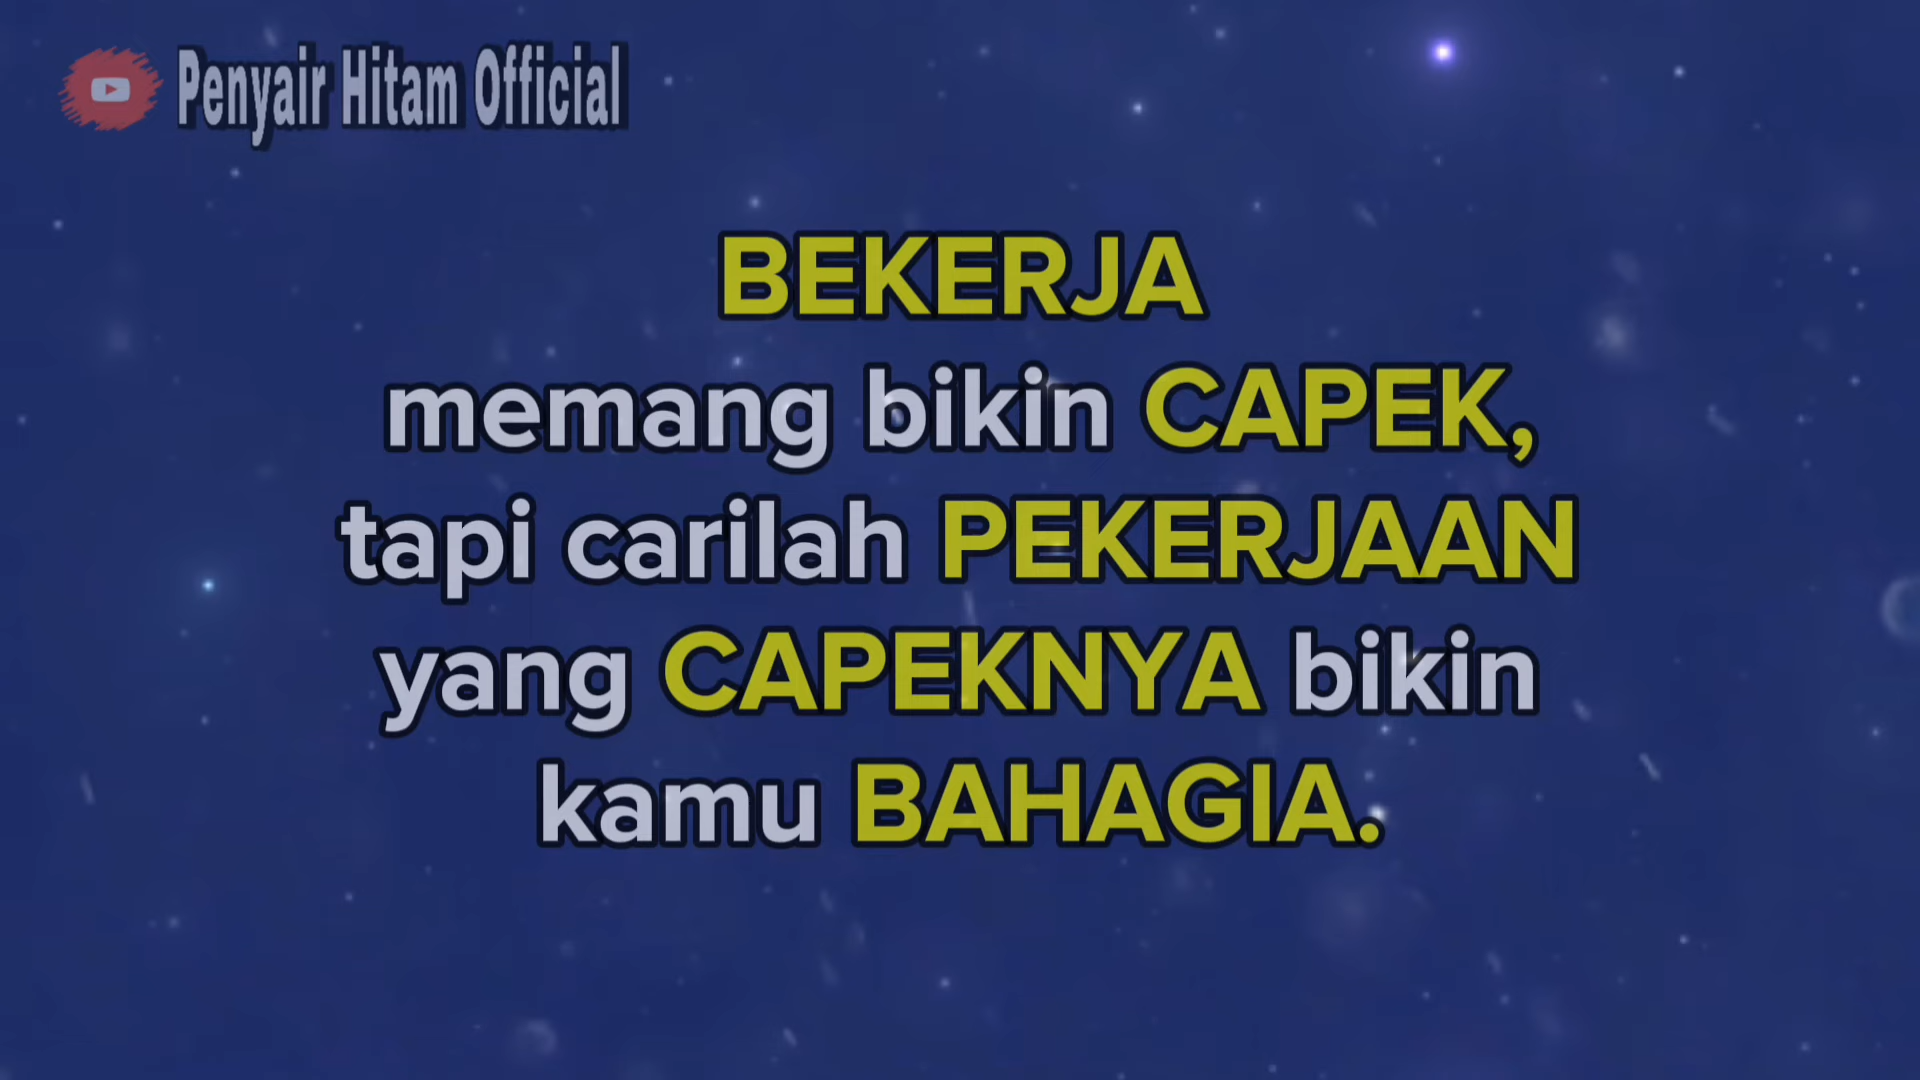 Penyair Hitam Official
BEKERJA
memang bikin CAPEK,
tapi carilah PEKERJAAN
yang CAPEKNYA bikin
kamu BAHAGIA.